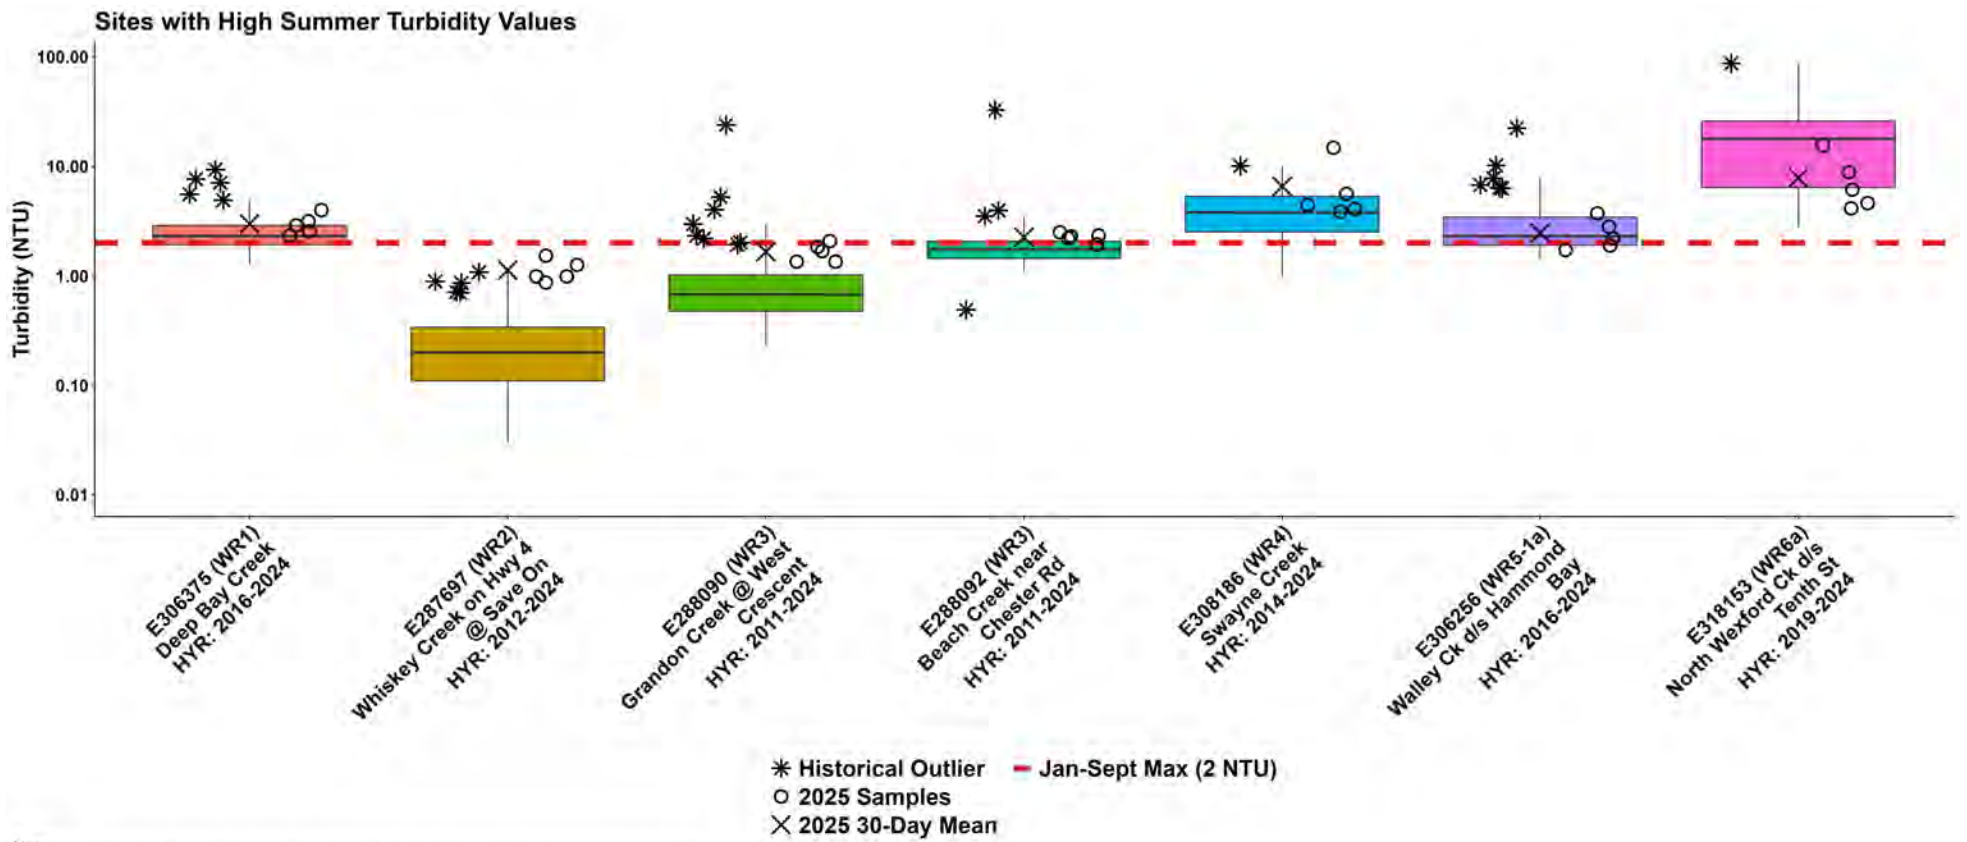 Sites with High Summer Turbidity Values
Turbidity (NTU)
100.00
10.00
1.00
0.10
0.01
E306375 (WR1)
Deep Bay Creek
HYR: 2016-2024
E287697 (WR2)
Whiskey Creek on Hwy 4
@ Save On
HYR: 2012-2024
E288090 (WR3)
Grandon Creek @ West
Crescent
HYR: 2011-2024
E288092 (WR3)
Beach Creek near
Chester Rd
HYR: 2011-2024
E308186 (WR4)
Swayne Creek
HYR: 2014-2024
E306256 (WR5-1a)
Walley Ck d/s Hammond
Bay
HYR: 2016-2024
E318153 (WR6a)
North Wexford Ck d/s
Tenth St
HYR: 2019-2024
Historical Outlier
Jan-Sept Max (2 NTU)
2025 Samples
2025 30-Day Mean